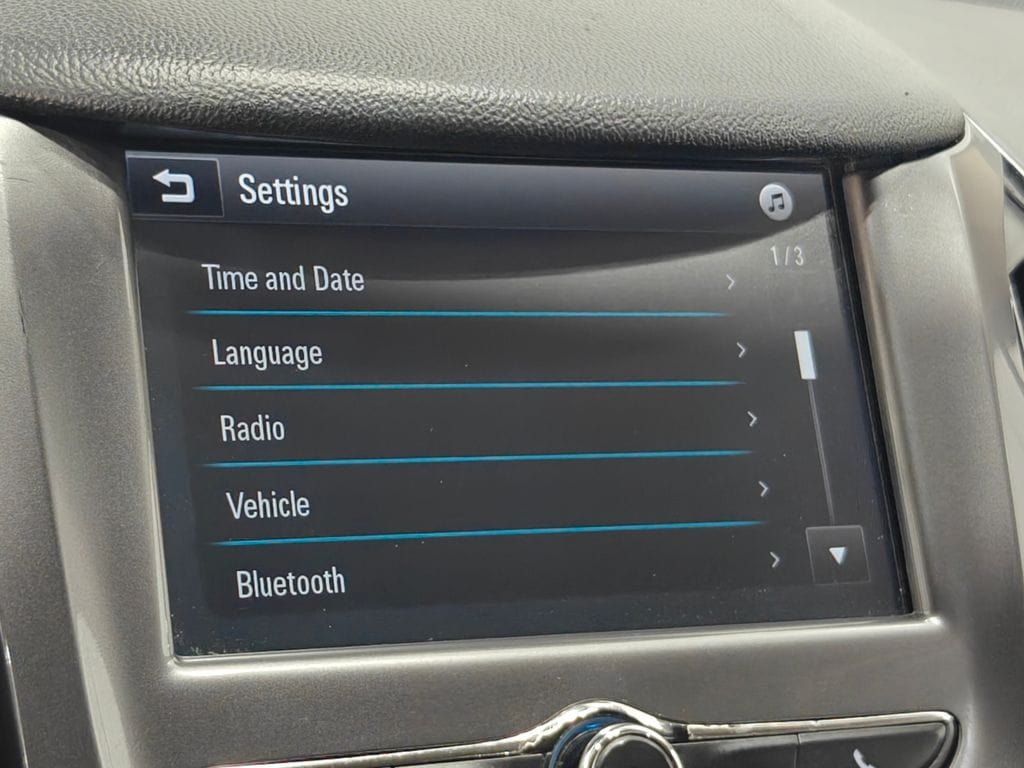 Settings
1/3
Time and Date
Language
Radio
Vehicle
Bluetooth